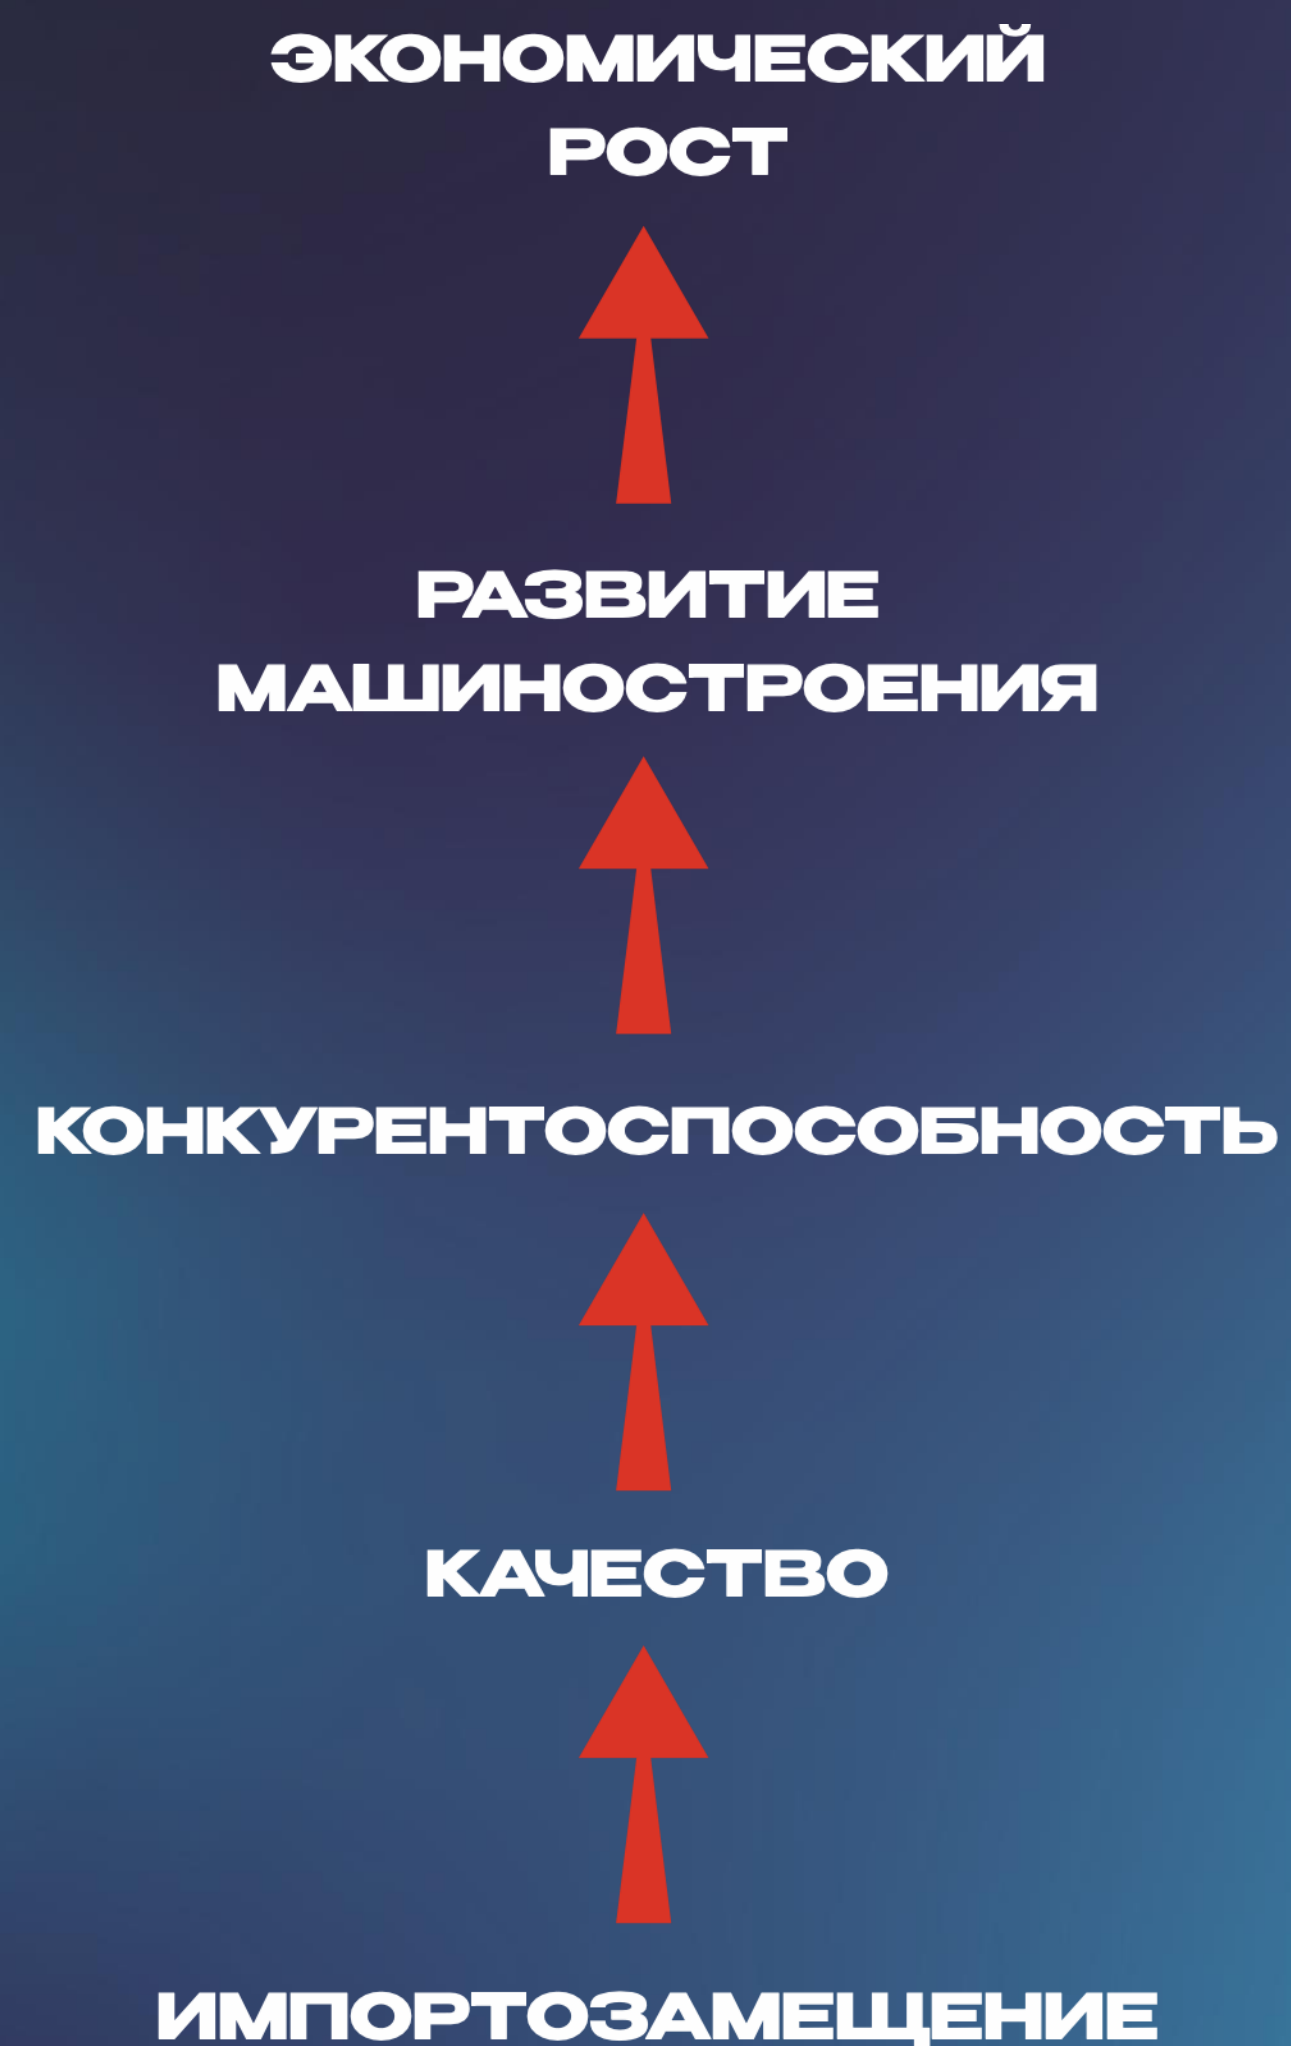 ЭКОНОМИЧЕСКИЙ
РОСТ
РАЗВИТИЕ
МАШИНОСТРОЕНИЯ
КОНКУРЕНТОСПОСОБНОСТЬ
КАЧЕСТВО
ИМПОРТОЗАМЕЩЕНИЕ